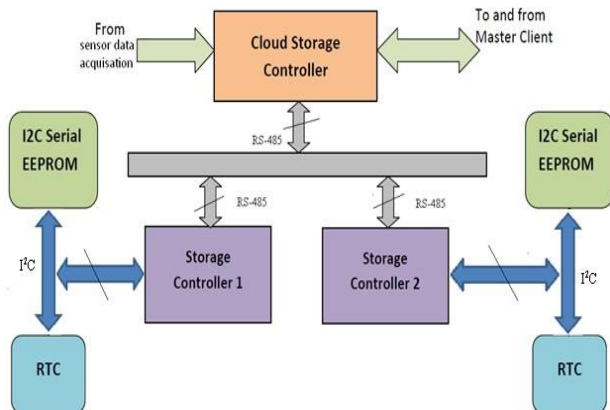 From
sensor data
acquisation
Cloud Storage
Controller
To and from
Master Client
RS-485
I2C Serial
EEPROM
I2C Serial
EEPROM
RS-485
RS-485
I²C
Storage
Controller 1
Storage
Controller 2
I²C
RTC
RTC